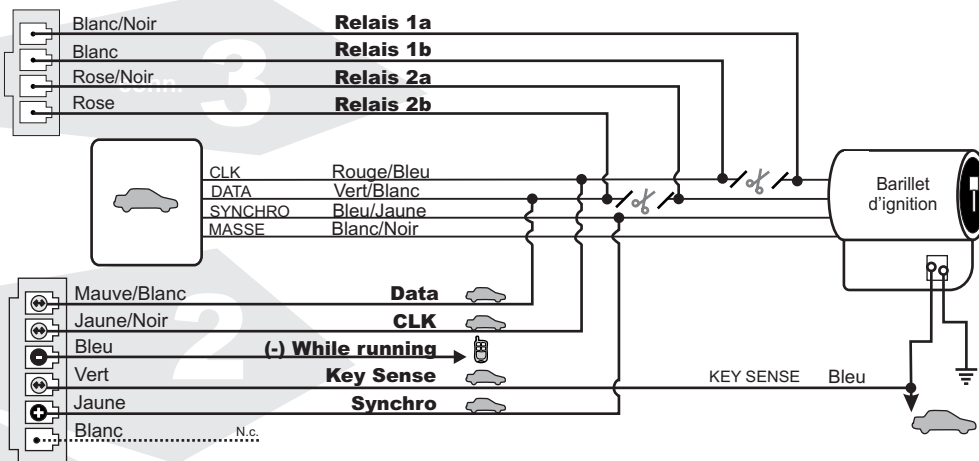 Blanc/Noir Relais 1a
Blanc Relais 1b
Rose/Noir Relais 2a
conn. 3
Rose Relais 2b
CLK Rouge/Bleu
DATA Vert/Blanc
SYNCHRO Bleu/Jaune
MASSE Blanc/Noir
Barillet
d'ignition
Mauve/Blanc Data
Jaune/Noir CLK
Bleu (-) While running
2
Vert Key Sense KEY SENSE Bleu
Jaune Synchro
Blanc N.c.